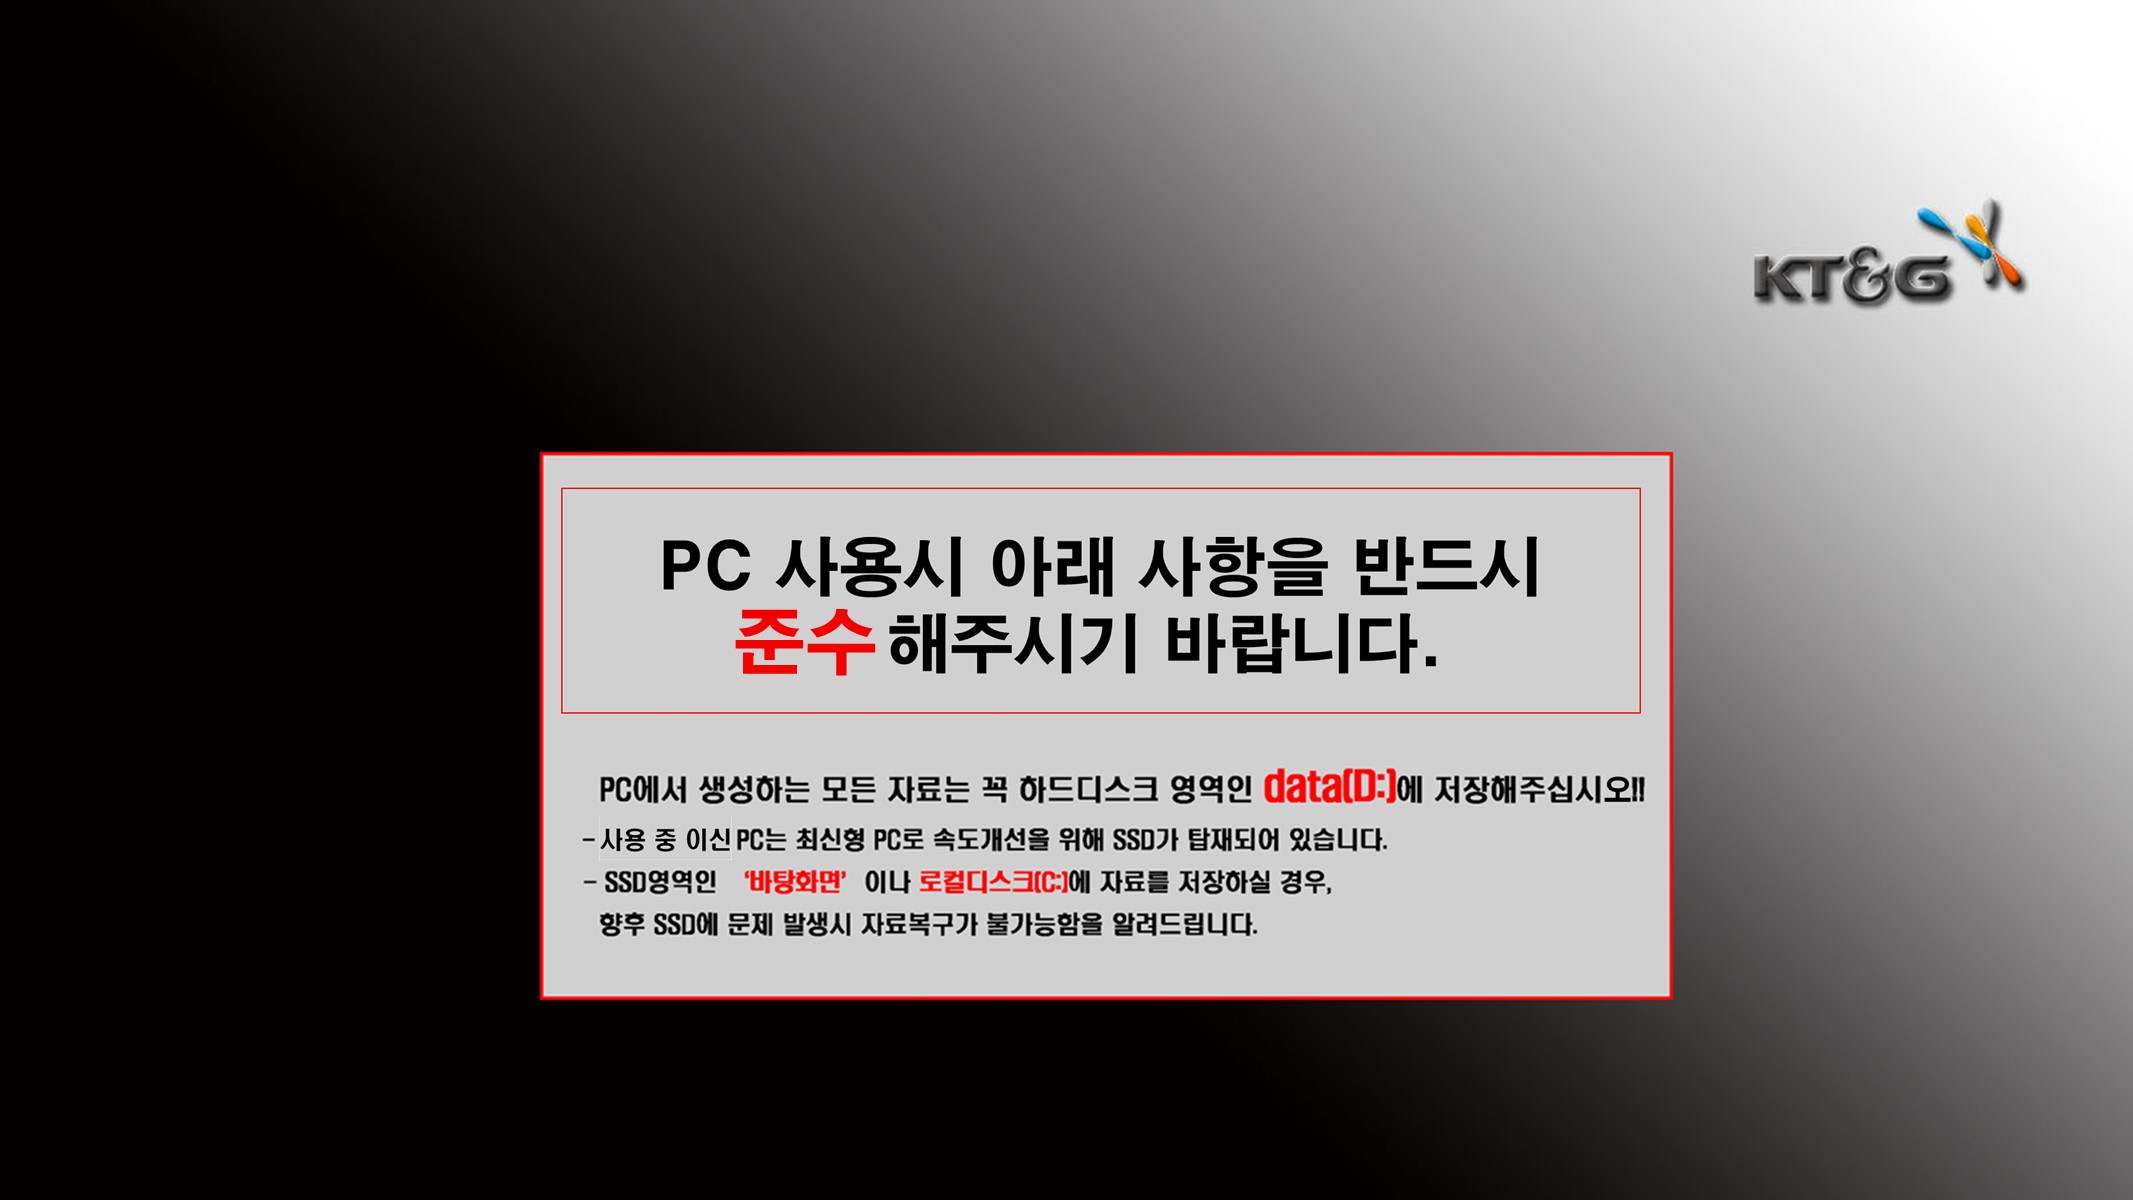 KT&G
PC 사용시 아래 사항을 반드시
준수 해주시기 바랍니다.
PC에서 생성하는 모든 자료는 꼭 하드디스크 영역인 data(D:)에 저장해주십시오!!
- 사용 중 이신 PC는 최신형 PC로 속도개선을 위해 SSD가 탑재되어 있습니다.
- SSD영역인 '바탕화면' 이나 로컬디스크(C:)에 자료를 저장하실 경우,
향후 SSD에 문제 발생시 자료복구가 불가능함을 알려드립니다.